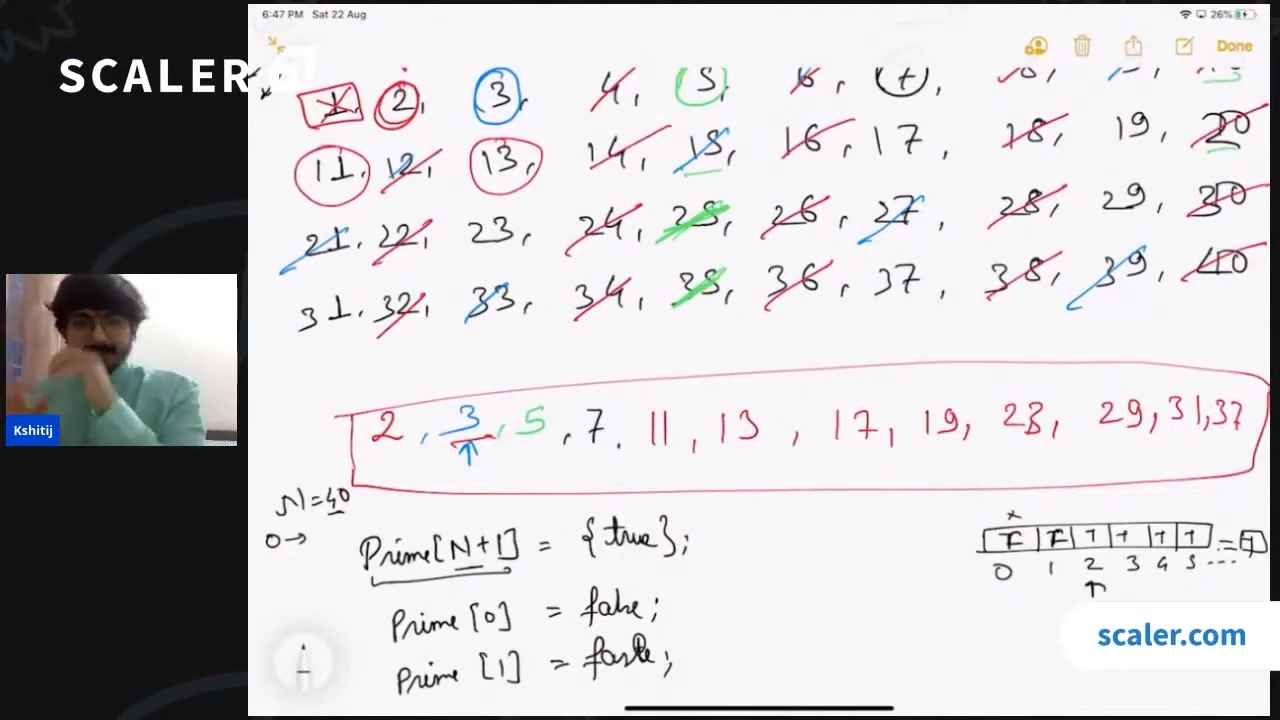 6:47 PM Sat 22 Aug
26%
Done
SCALER
1, 2, 3, 4, 5, 6, 7,
11, 12, 13, 14, 15, 16, 17, 18, 19, 20
21, 22, 23, 24, 25, 26, 27, 28, 29, 30
31, 32, 33, 34, 35, 36, 37, 38, 39, 40
Kshitij
2, 3, 5, 7, 11, 13, 17, 19, 23, 29, 31, 37
N=40
0→
Prime[N+1] = {true};
F F T T T T = T
0 1 2 3 4 5 ....
Prime[0] = false;
Prime[1] = false;
scaler.com